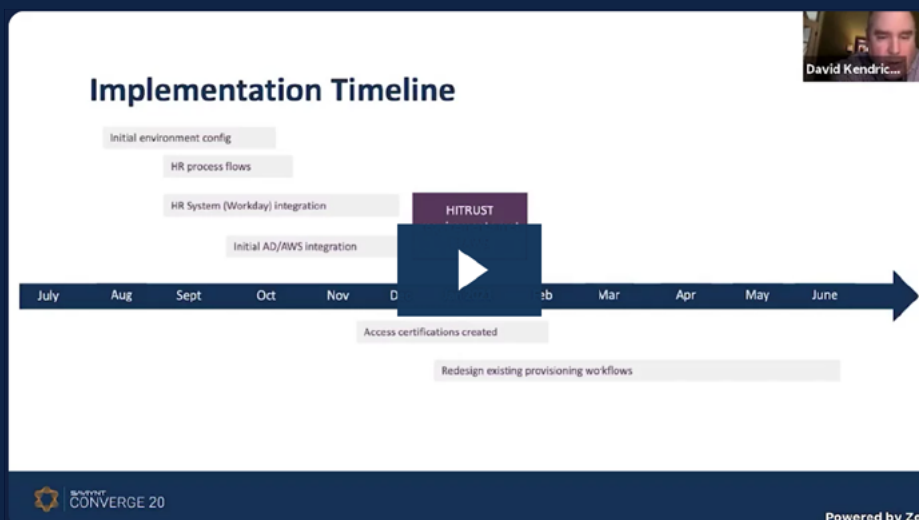 David Kendric...
Implementation Timeline
Initial environment config
HR process flows
HR System (Workday) integration
HITRUST
Initial AD/AWS integration
July Aug Sept Oct Nov Mar Apr May June
Access certifications created
Redesign existing provisioning workflows
SAVIYNT
CONVERGE 20
Powered by